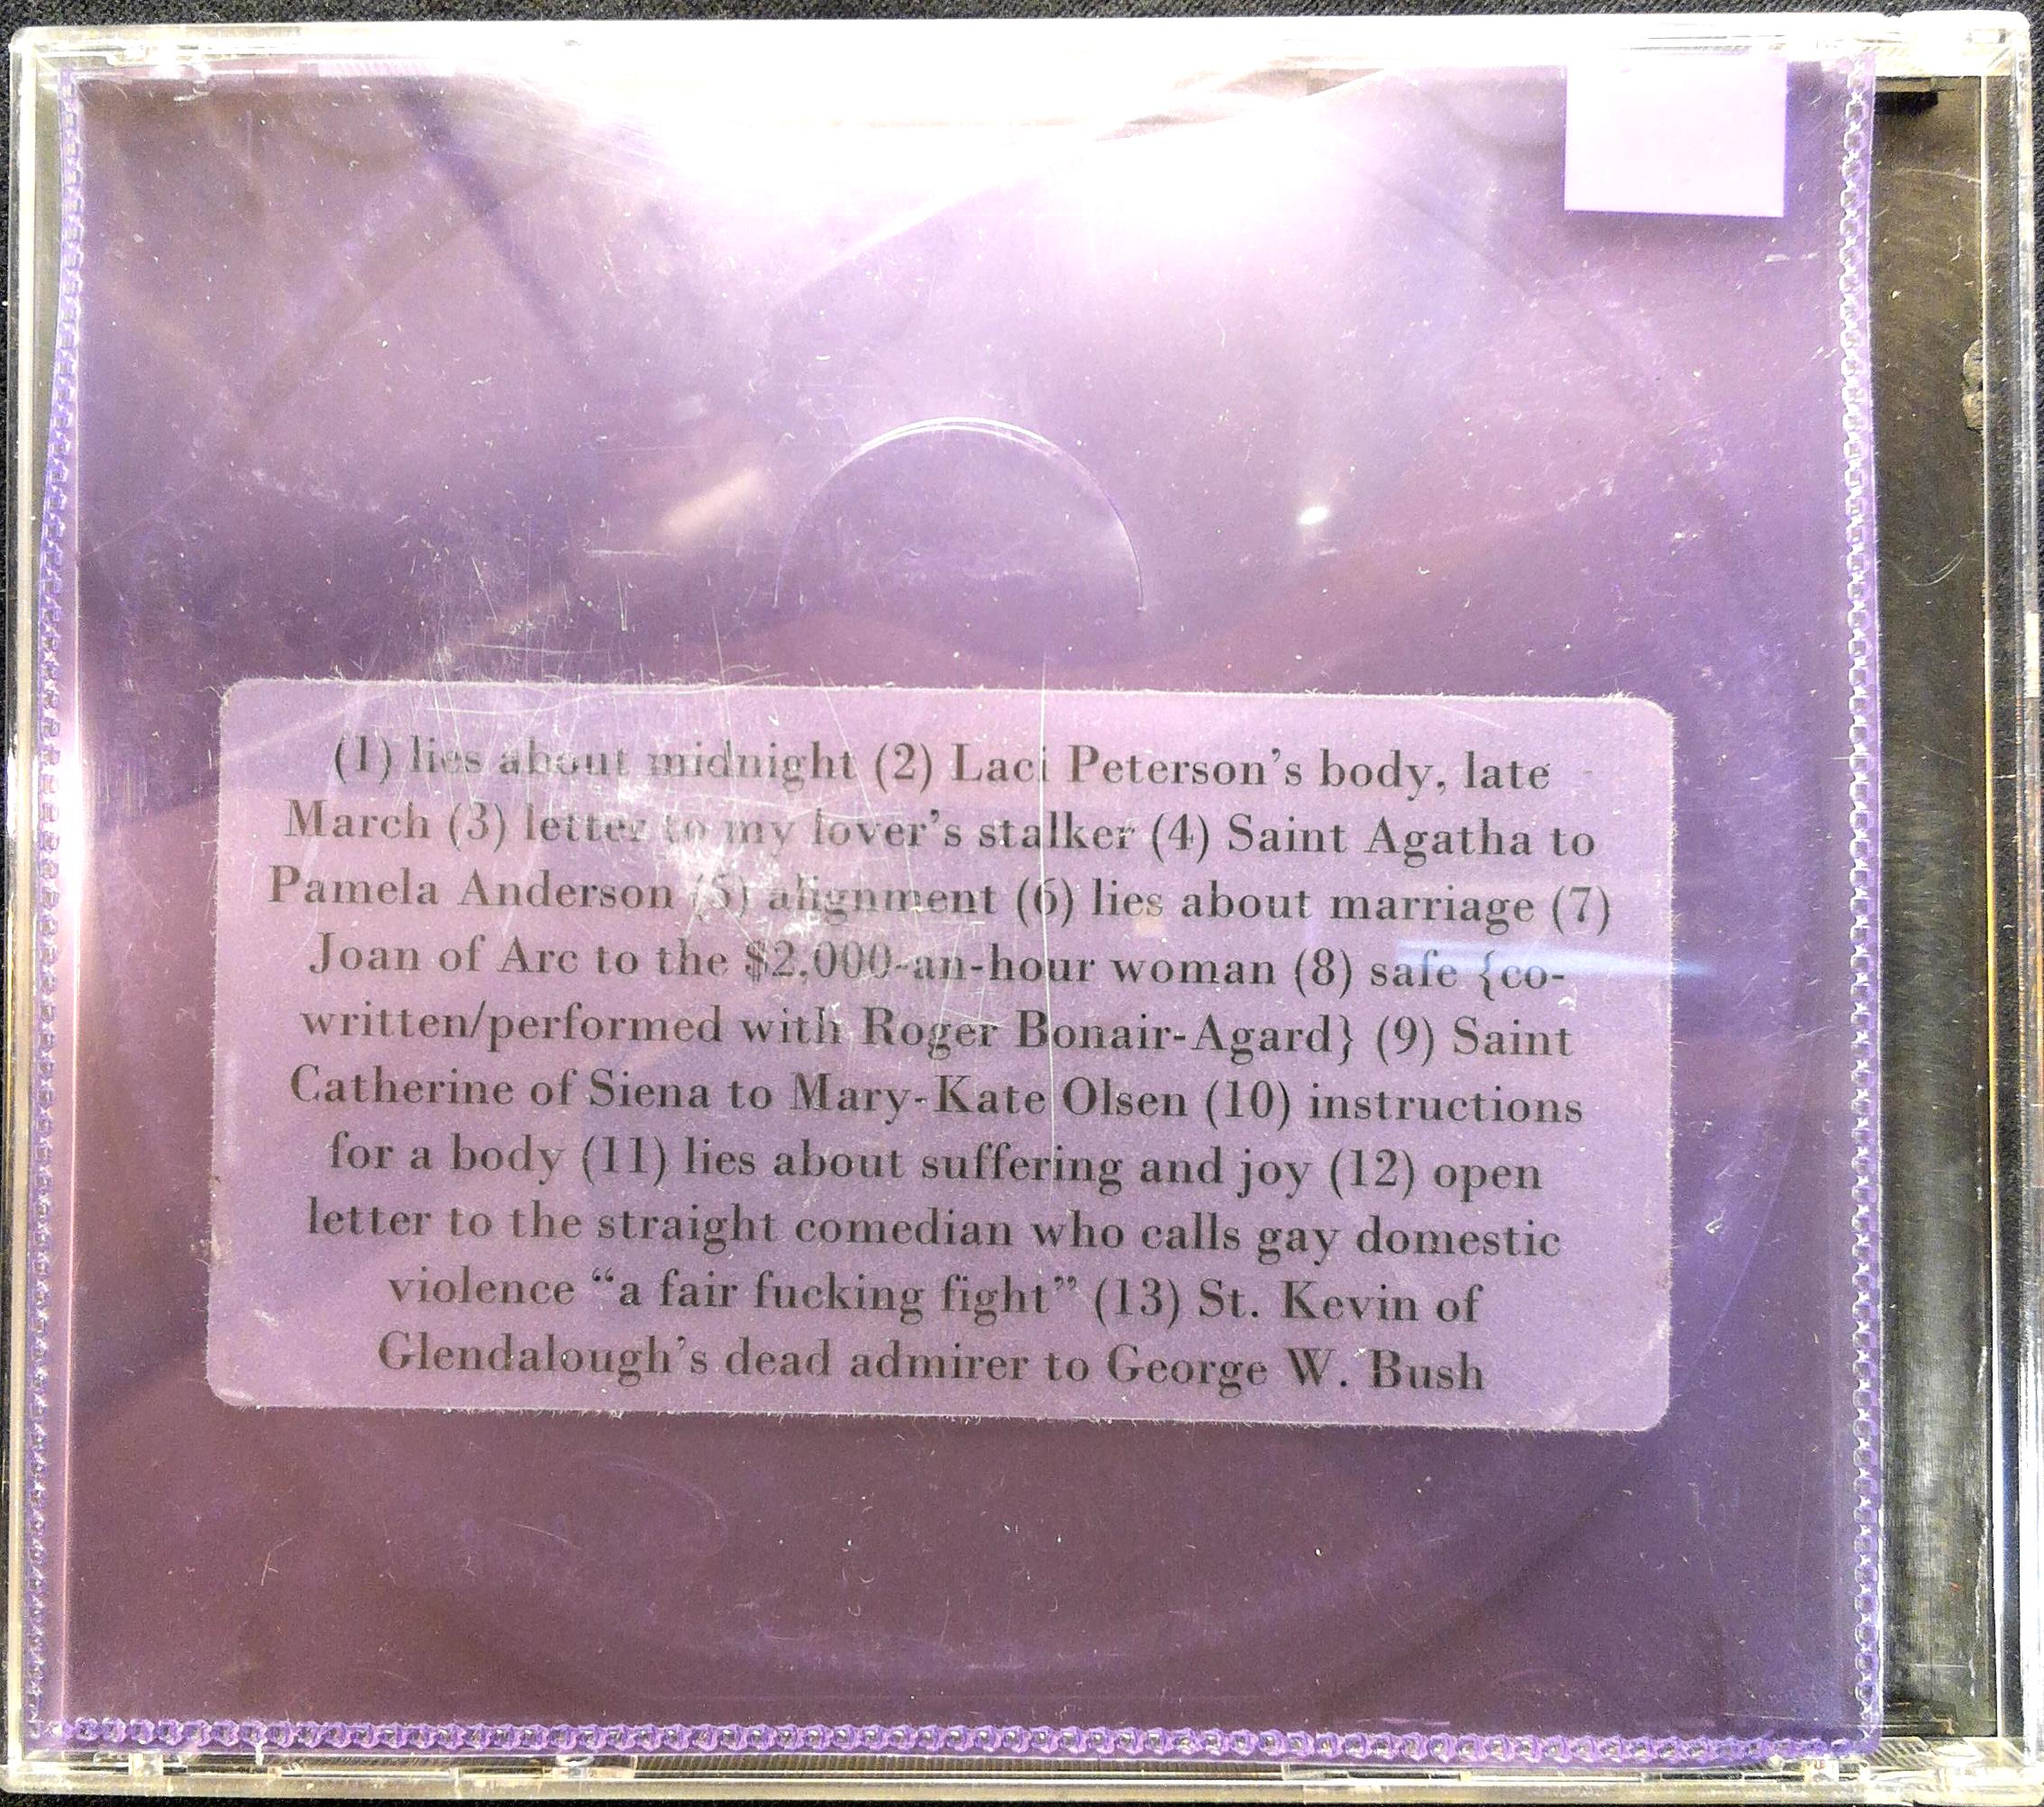 (1) lies about midnight (2) Laci Peterson's body, late
March (3) letter to my lover's stalker (4) Saint Agatha to
Pamela Anderson (5) alignment (6) lies about marriage (7)
Joan of Arc to the $2,000-an-hour woman (8) safe {co-
written/performed with Roger Bonair-Agard} (9) Saint
Catherine of Siena to Mary-Kate Olsen (10) instructions
for a body (11) lies about suffering and joy (12) open
letter to the straight comedian who calls gay domestic
violence “a fair fucking fight” (13) St. Kevin of
Glendalough's dead admirer to George W. Bush